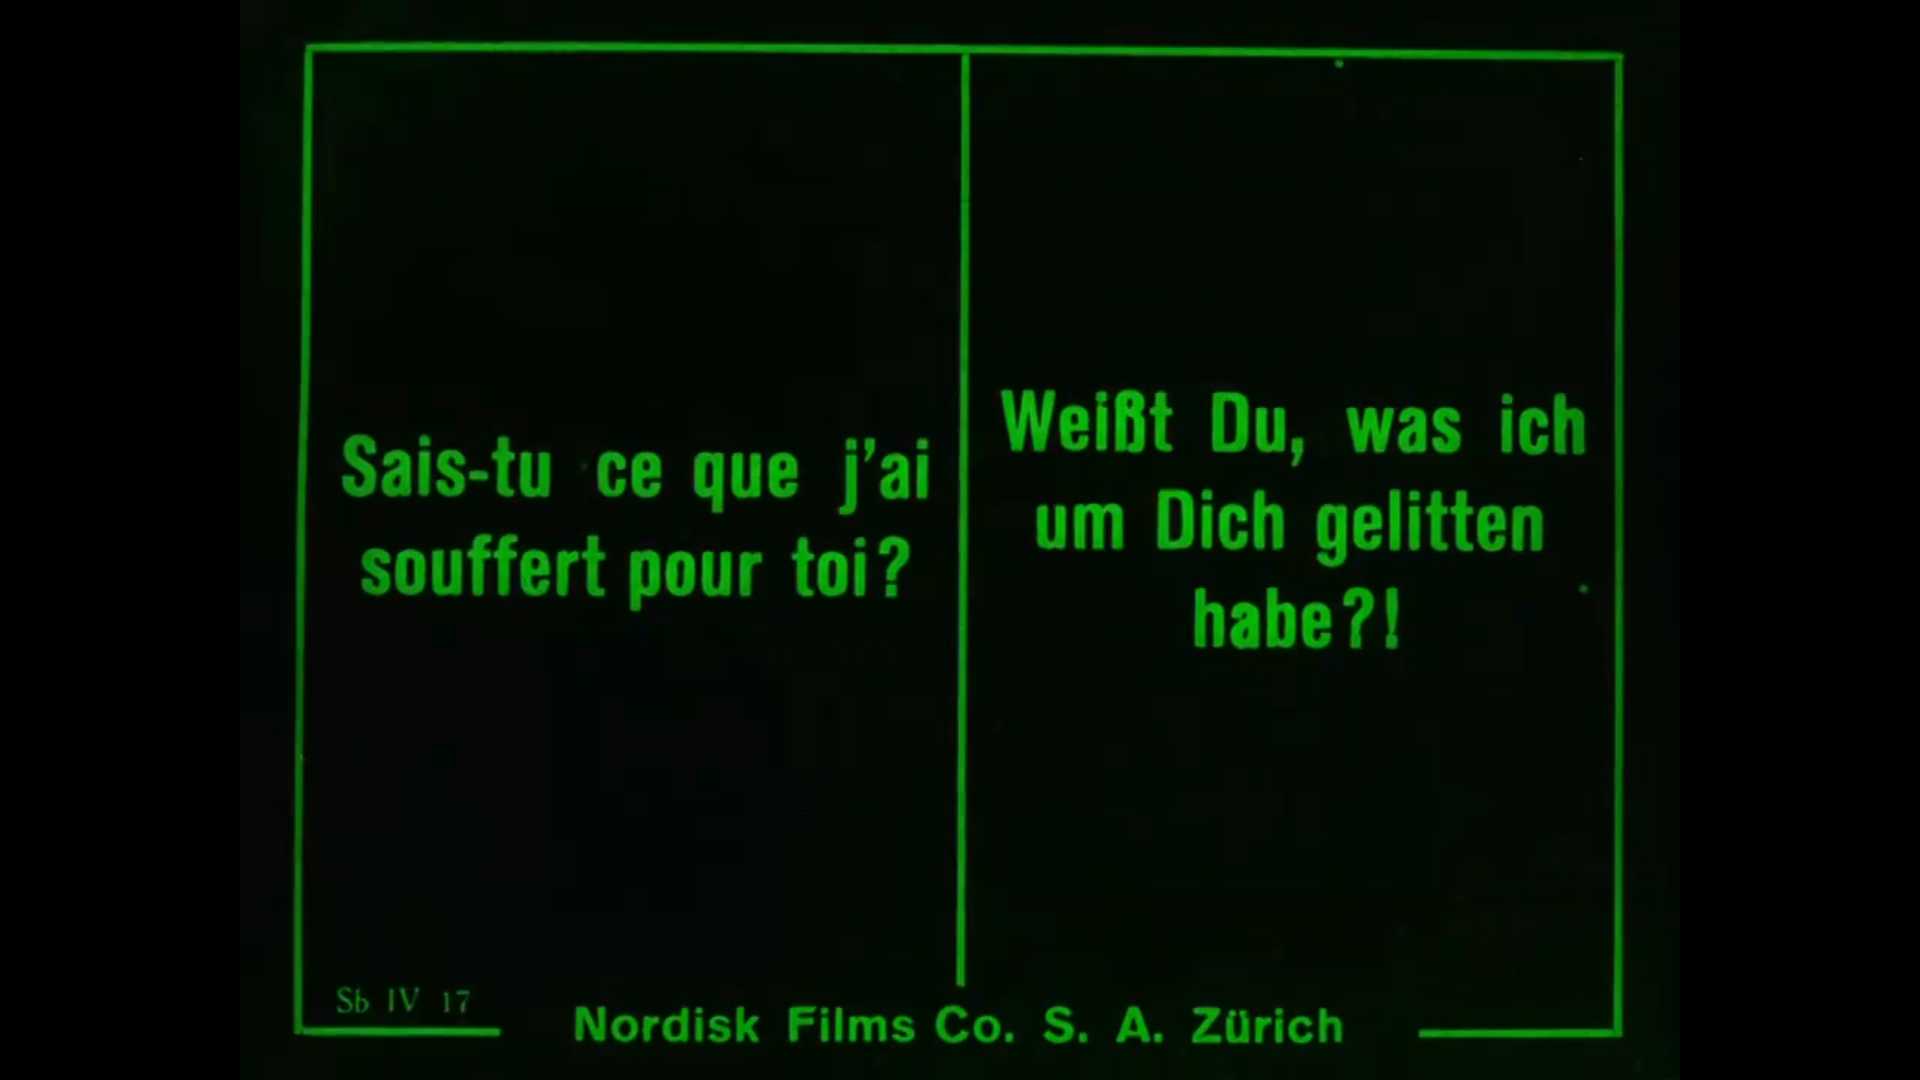 Sais-tu ce que j'ai
souffert pour toi?
Weißt Du, was ich
um Dich gelitten
habe?!
Sb IV 17
Nordisk Films Co. S. A. Zürich